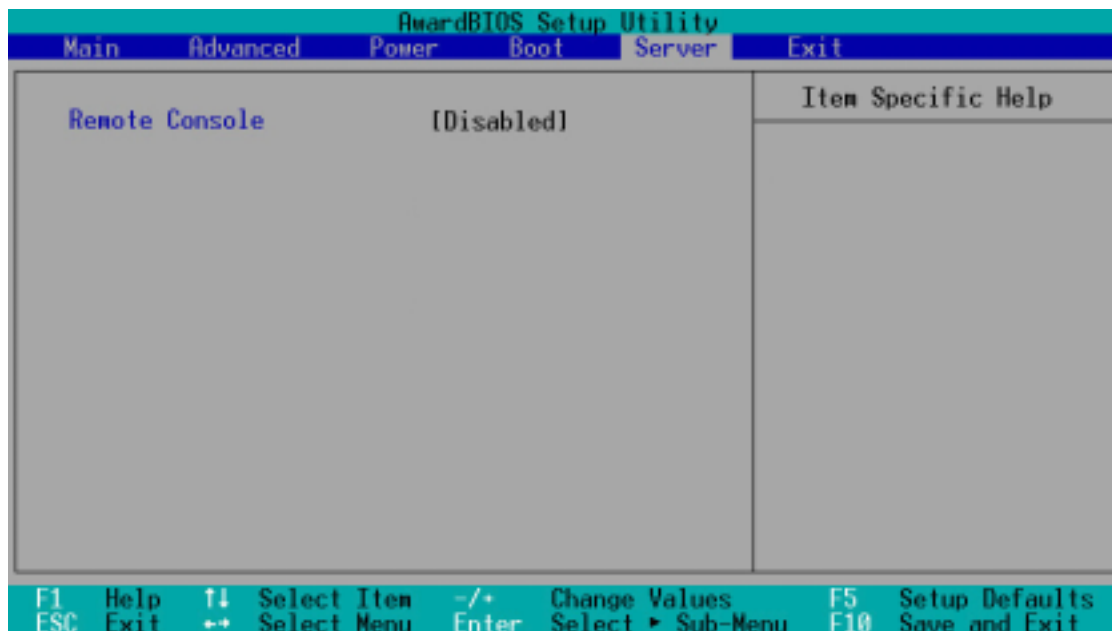 AwardBIOS Setup Utility
Main Advanced Power Boot Server Exit
Item Specific Help
Remote Console [Disabled]
F1 Help ↑↓ Select Item -/+ Change Values F5 Setup Defaults
ESC Exit ←→ Select Menu Enter Select ► Sub-Menu F10 Save and Exit